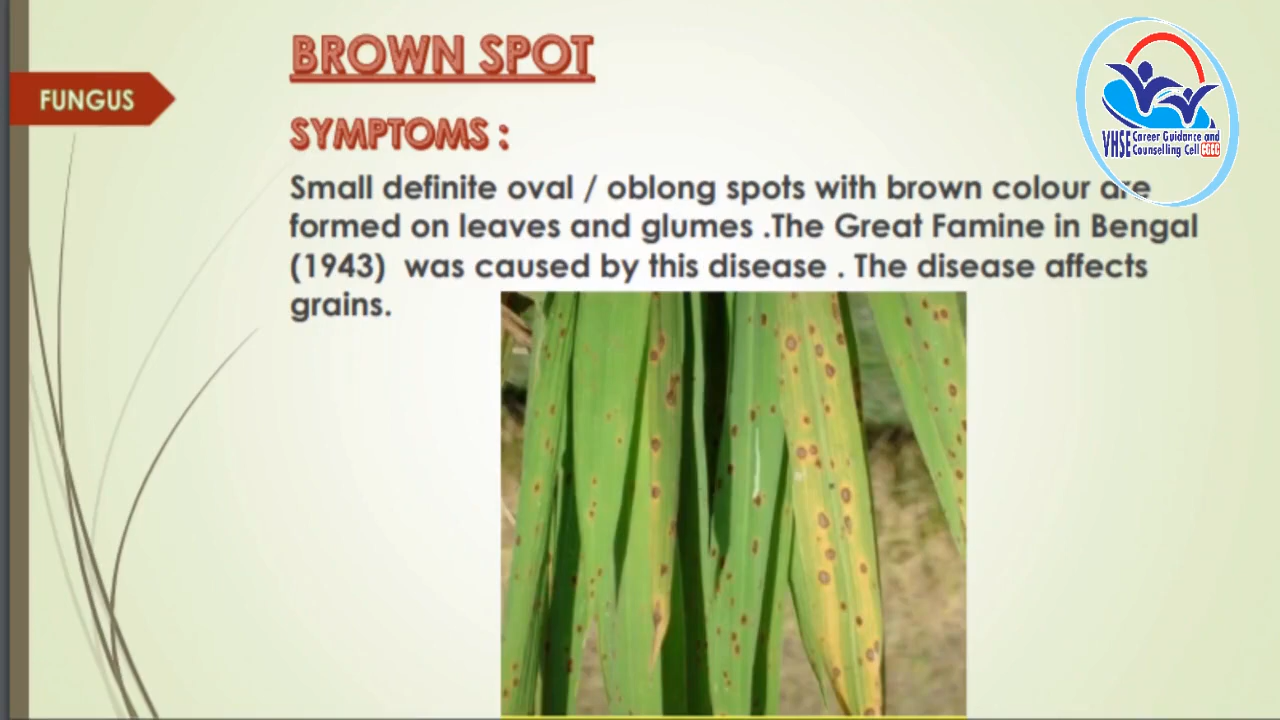 BROWN SPOT
FUNGUS
SYMPTOMS :
Small definite oval / oblong spots with brown colour are
formed on leaves and glumes .The Great Famine in Bengal
(1943) was caused by this disease . The disease affects
grains.
VHSE Career Guidance and
Counselling Cell CGCC